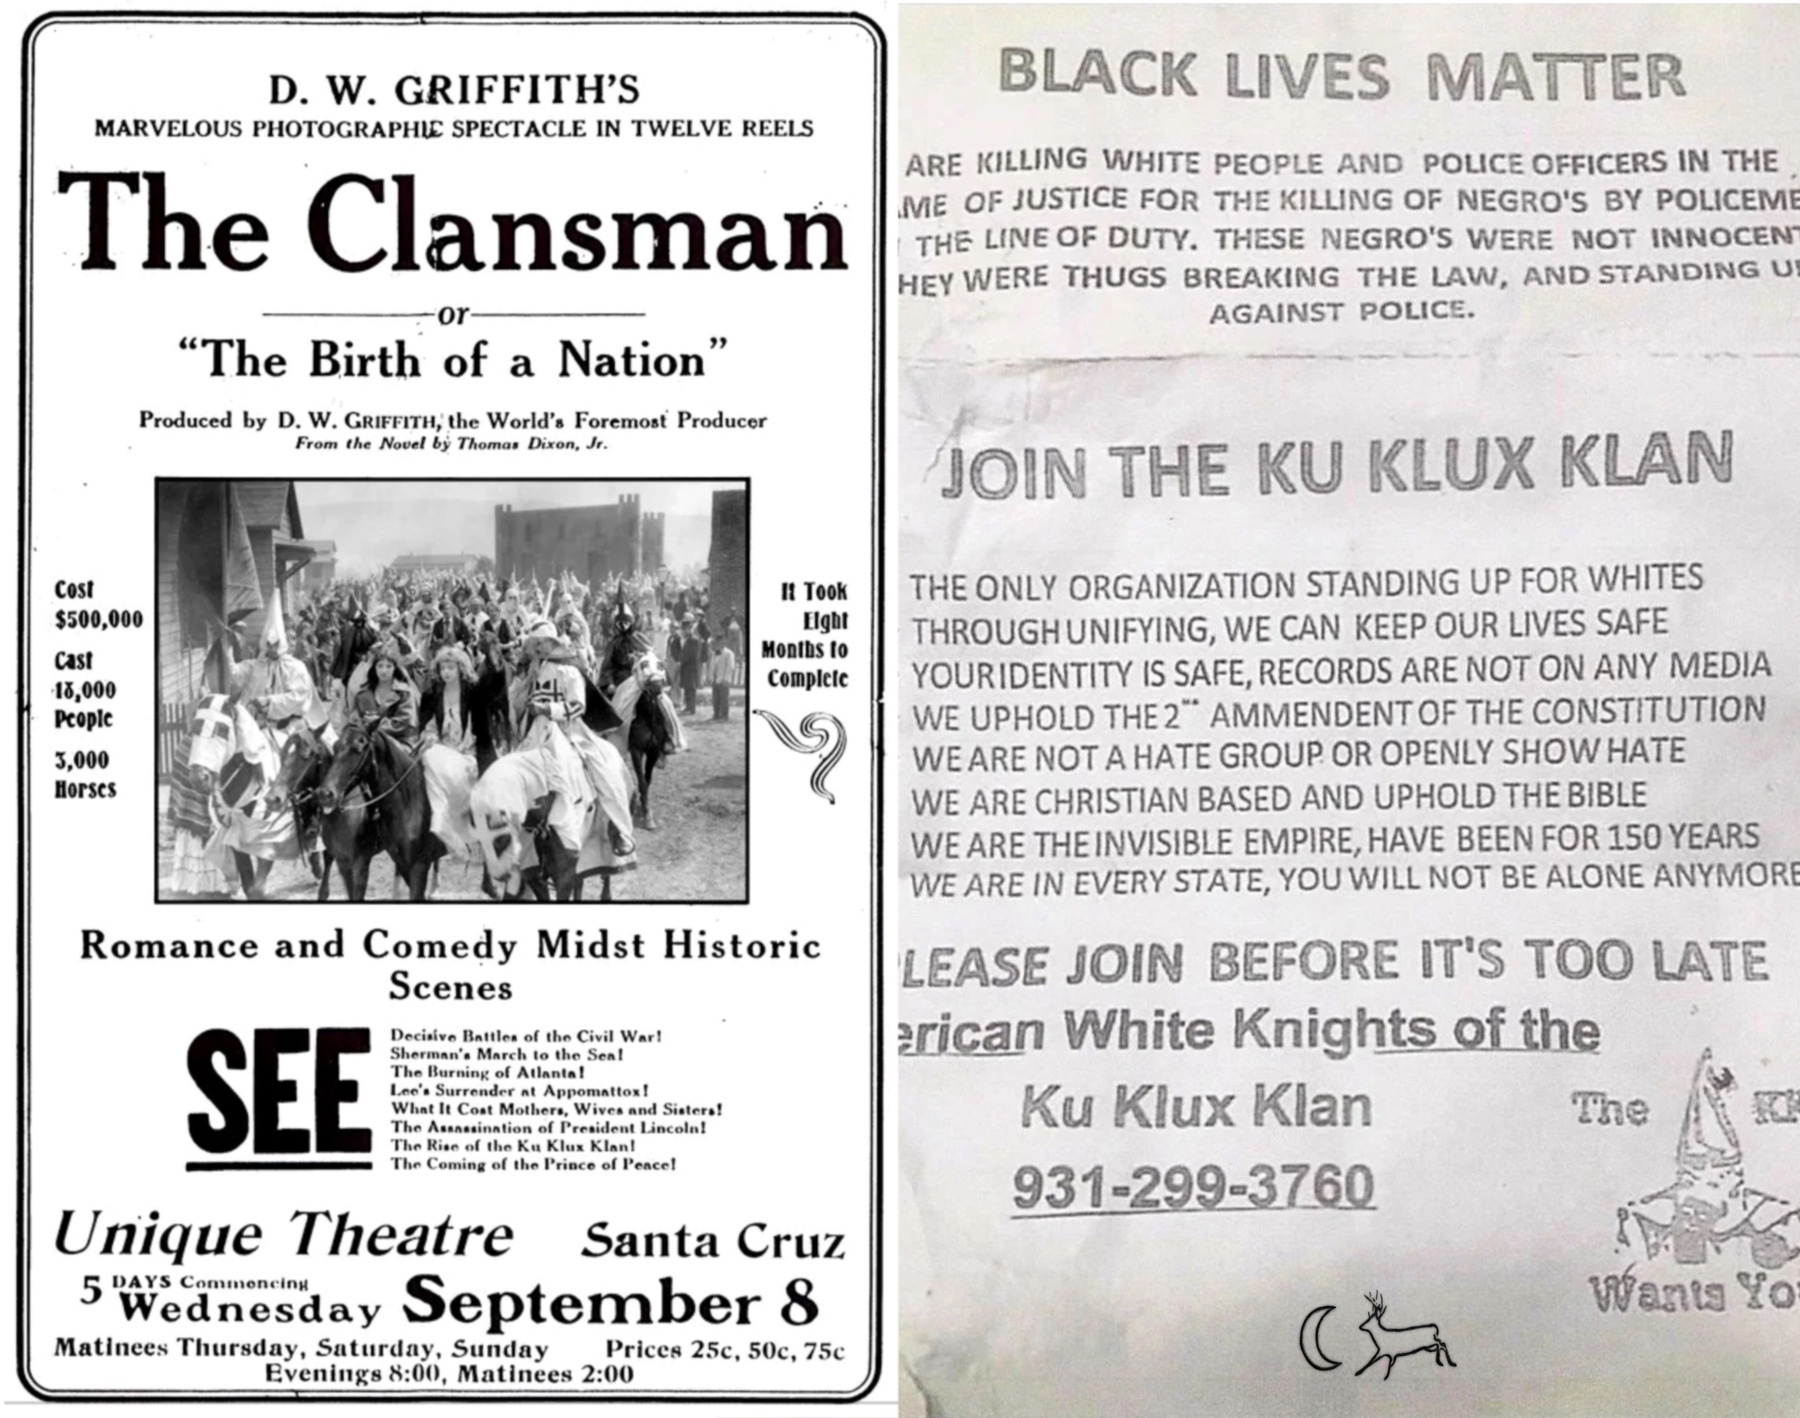 D. W. GRIFFITH'S
MARVELOUS PHOTOGRAPHIC SPECTACLE IN TWELVE REELS
The Clansman
or
“The Birth of a Nation”
Produced by D. W. GRIFFITH, the World's Foremost Producer
From the Novel by Thomas Dixon, Jr.
Cost
$500,000
Cast
18,000
People
3,000
Horses
It Took
Eight
Months to
Complete
Romance and Comedy Midst Historic
Scenes
SEE
Decisive Battles of the Civil War!
Sherman's March to the Sea!
The Burning of Atlanta!
Lee's Surrender at Appomattox!
What It Cost Mothers, Wives and Sisters!
The Assassination of President Lincoln!
The Rise of the Ku Klux Klan!
The Coming of the Prince of Peace!
Unique Theatre Santa Cruz
5 DAYS Commencing
Wednesday September 8
Matinees Thursday, Saturday, Sunday Prices 25c, 50c, 75c
Evenings 8:00, Matinees 2:00
BLACK LIVES MATTER
ARE KILLING WHITE PEOPLE AND POLICE OFFICERS IN THE
ME OF JUSTICE FOR THE KILLING OF NEGRO'S BY POLICEME
THE LINE OF DUTY. THESE NEGRO'S WERE NOT INNOCENT
HEY WERE THUGS BREAKING THE LAW, AND STANDING U
AGAINST POLICE.
JOIN THE KU KLUX KLAN
THE ONLY ORGANIZATION STANDING UP FOR WHITES
THROUGH UNIFYING, WE CAN KEEP OUR LIVES SAFE
YOUR IDENTITY IS SAFE, RECORDS ARE NOT ON ANY MEDIA
WE UPHOLD THE 2 AMMENDENT OF THE CONSTITUTION
WE ARE NOT A HATE GROUP OR OPENLY SHOW HATE
WE ARE CHRISTIAN BASED AND UPHOLD THE BIBLE
WE ARE THE INVISIBLE EMPIRE, HAVE BEEN FOR 150 YEARS
WE ARE IN EVERY STATE, YOU WILL NOT BE ALONE ANYMORE
LEASE JOIN BEFORE IT'S TOO LATE
erican White Knights of the
Ku Klux Klan
931-299-3760
The KK
Wants Yo